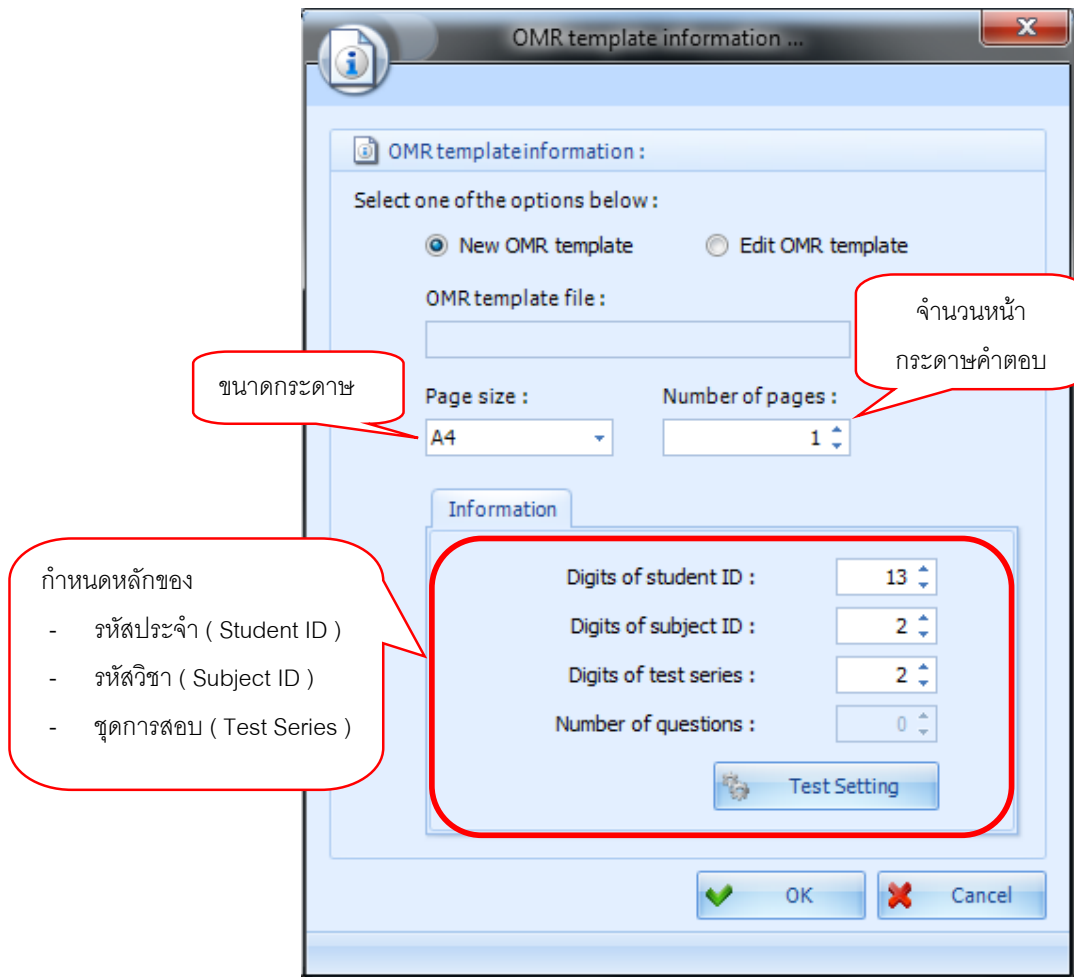 OMR template information ...
OMR template information :
Select one of the options below :
New OMR template
Edit OMR template
OMR template file :
จำนวนหน้า
กระดาษคำตอบ
ขนาดกระดาษ
Page size :
Number of pages :
A4
1
Information
กำหนดหลักของ
- รหัสประจำ ( Student ID )
- รหัสวิชา ( Subject ID )
- ชุดการสอบ ( Test Series )
Digits of student ID : 13
Digits of subject ID : 2
Digits of test series : 2
Number of questions : 0
Test Setting
OK
Cancel